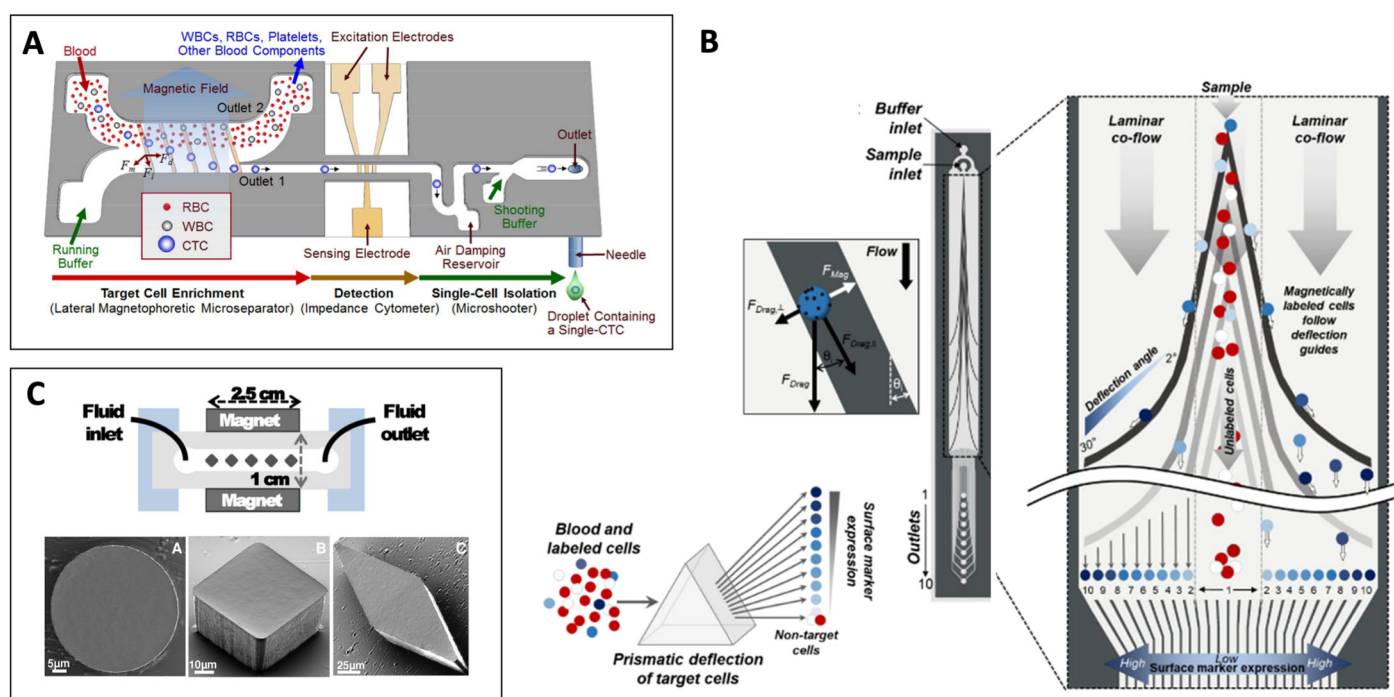 A
Blood
WBCs, RBCs, Platelets,
Other Blood Components
Excitation Electrodes
Magnetic Field
Outlet 2
Fm
Fd
Fl
Outlet 1
Outlet
RBC
WBC
CTC
Running
Buffer
Sensing Electrode
Air Damping
Reservoir
Shooting
Buffer
Needle
Target Cell Enrichment
(Lateral Magnetophoretic Microseparator)
Detection
(Impedance Cytometer)
Single-Cell Isolation
(Microshooter)
Droplet Containing
a Single-CTC
B
Buffer
inlet
Sample
inlet
Flow
FMag
FDrag,⊥
FDrag,||
θ
FDrag
θ
1
Outlets
10
Blood and
labeled cells
Prismatic deflection
of target cells
Surface marker
expression
Non-target
cells
Sample
Laminar
co-flow
Laminar
co-flow
Magnetically
labeled cells
follow
deflection
guides
Deflection angle
2°
30°
Unlabeled cells
10 9 8 7 6 5 4 3 2 1 2 3 4 5 6 7 8 9 10
High Low High
Surface marker expression
C
2.5 cm
Magnet
Fluid
inlet
Fluid
outlet
1 cm
Magnet
A
5µm
B
10µm
C
25µm